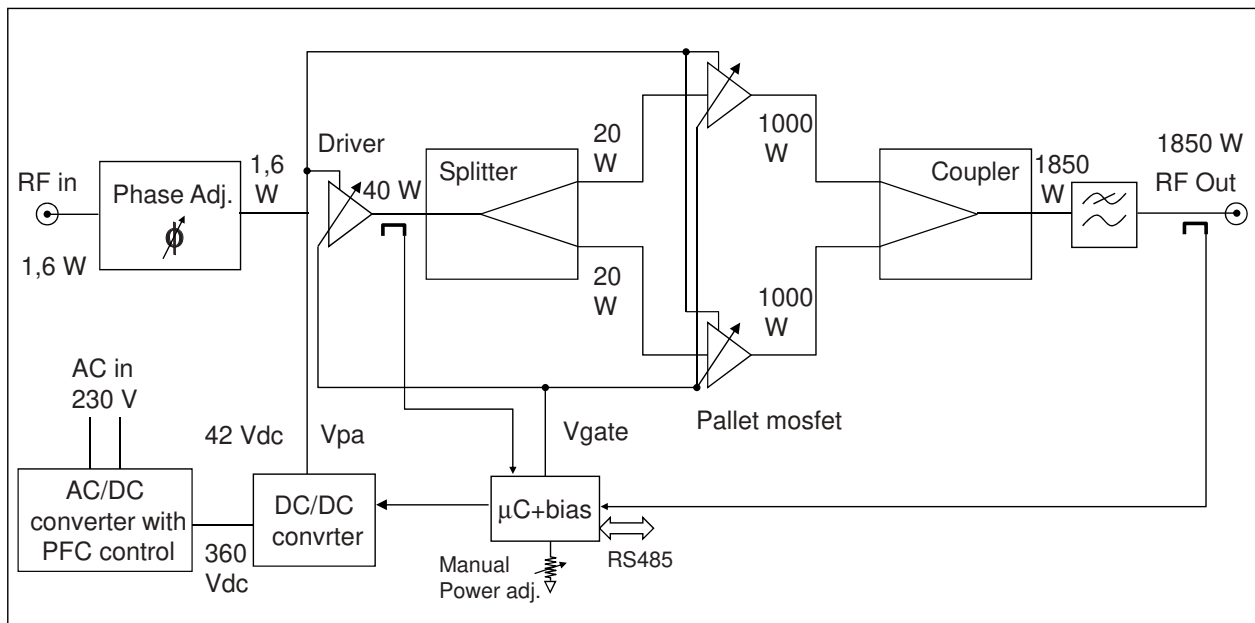 RF in
1,6 W
Phase Adj.
ϕ
1,6
W
Driver
40 W
Splitter
20
W
20
W
1000
W
1000
W
Pallet mosfet
Coupler
1850
W
1850 W
RF Out
AC in
230 V
42 Vdc
Vpa
Vgate
AC/DC
converter with
PFC control
360
Vdc
DC/DC
convrter
μC+bias
RS485
Manual
Power adj.